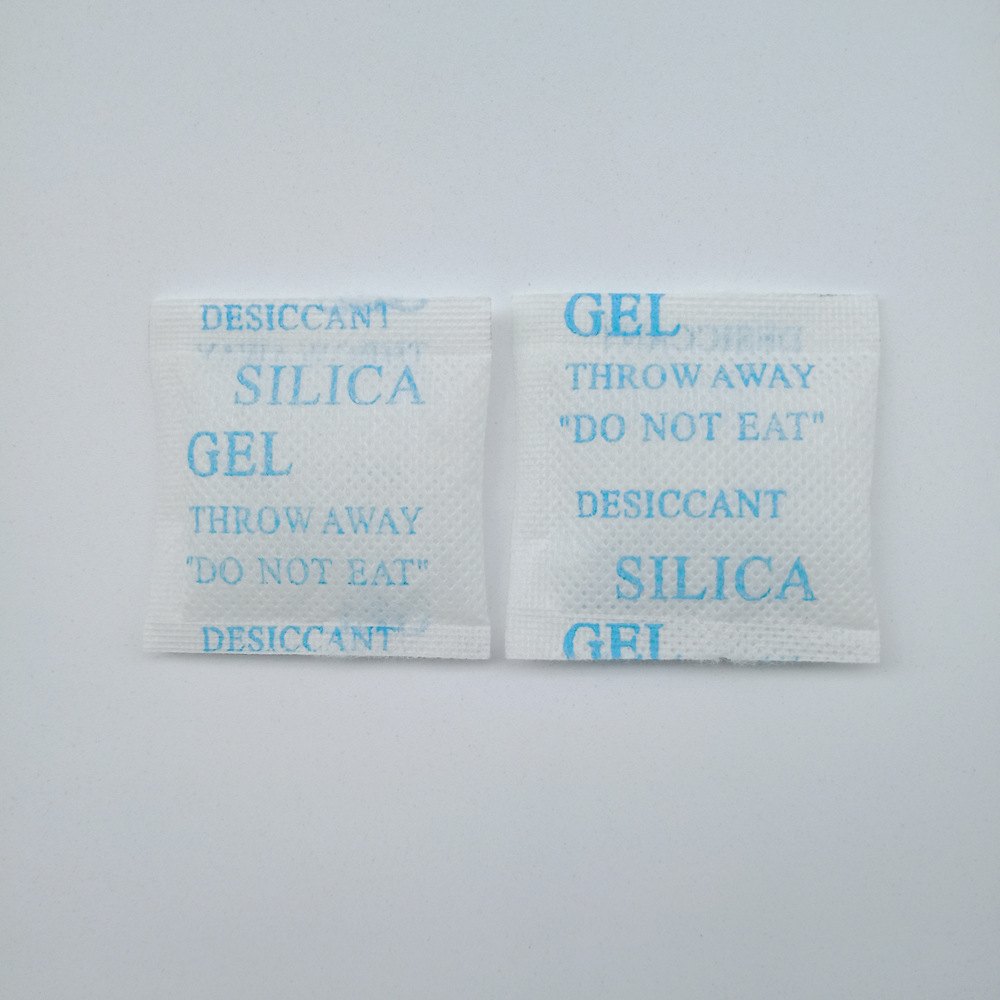 DESICCANT
SILICA
GEL
THROW AWAY
"DO NOT EAT"
DESICCANT
GEL
THROW AWAY
"DO NOT EAT"
DESICCANT
SILICA
GEL